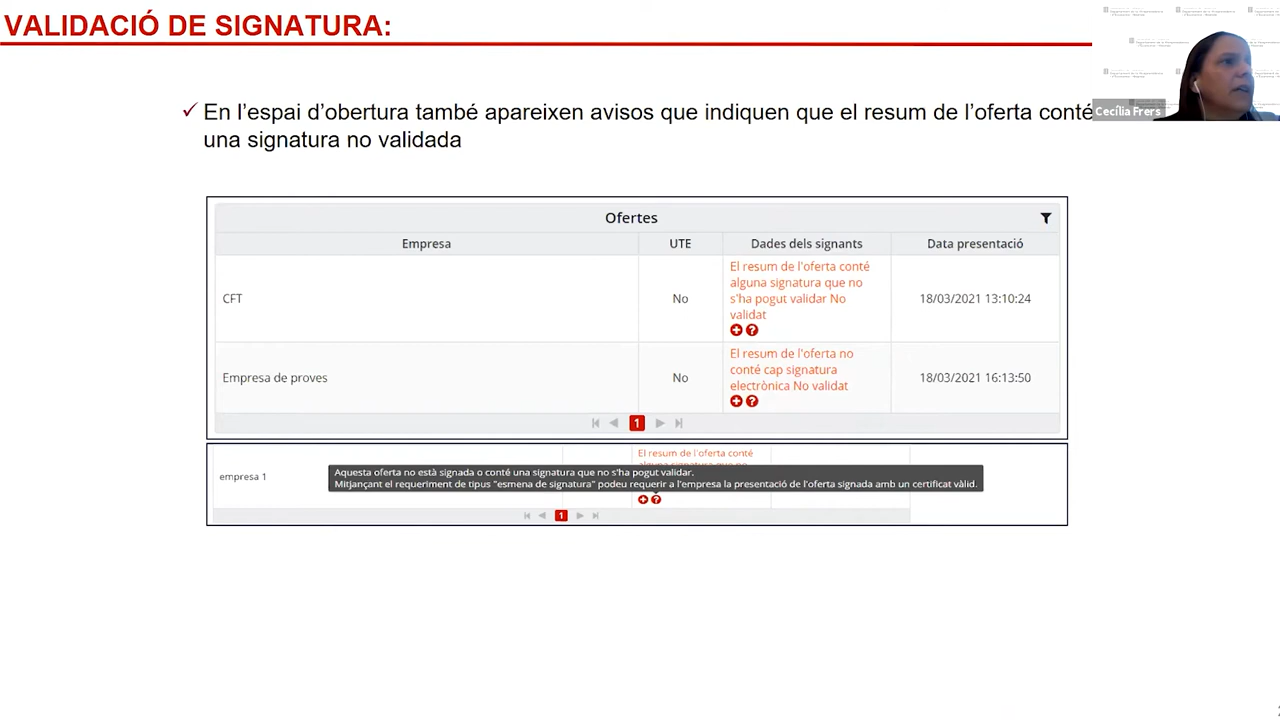 VALIDACIÓ DE SIGNATURA:
✓ En l’espai d’obertura també apareixen avisos que indiquen que el resum de l’oferta conté
una signatura no validada
Cecília Frers
Ofertes
Empresa UTE Dades dels signants Data presentació
CFT No El resum de l'oferta conté alguna signatura que no s'ha pogut validar No validat 18/03/2021 13:10:24
Empresa de proves No El resum de l'oferta no conté cap signatura electrònica No validat 18/03/2021 16:13:50
1
El resum de l'oferta conté
empresa 1
Aquesta oferta no està signada o conté una signatura que no s'ha pogut validar.
Mitjançant el requeriment de tipus "esmena de signatura" podeu requerir a l'empresa la presentació de l'oferta signada amb un certificat vàlid.
1